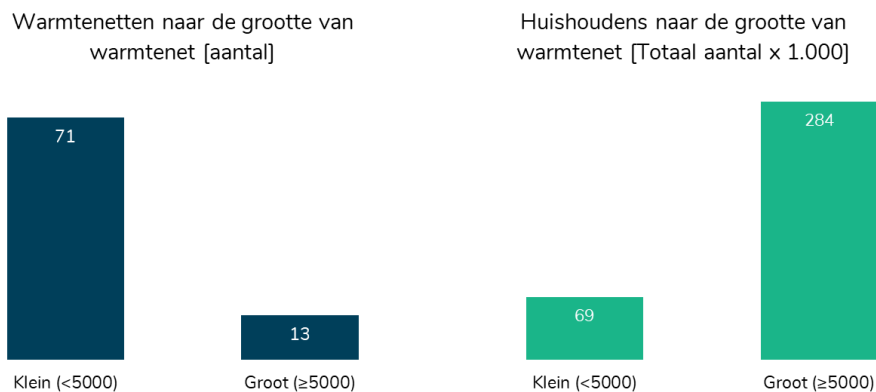 Warmtenetten naar de grootte van
warmtenet [aantal]
71
13
Klein (<5000)
Groot (≥5000)
Huishoudens naar de grootte van
warmtenet [Totaal aantal x 1.000]
284
69
Klein (<5000)
Groot (≥5000)